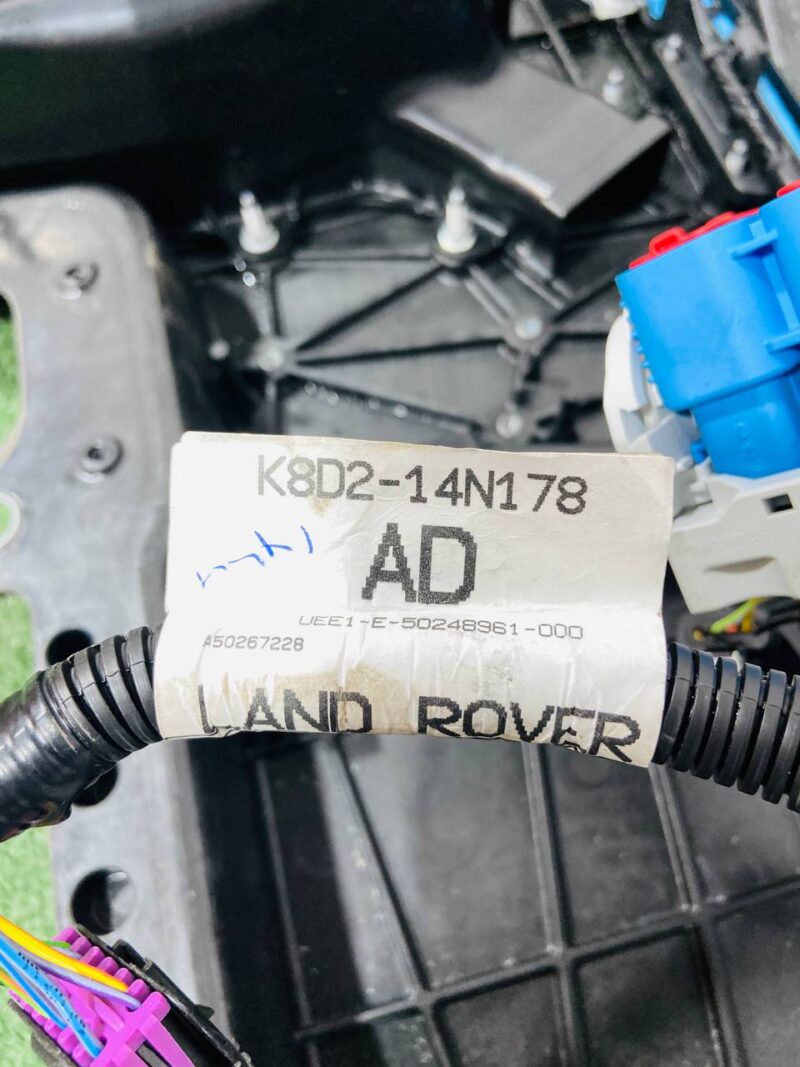 K8D2-14N178
AD
UEE1-E-50248961-000
A50267228
LAND ROVER